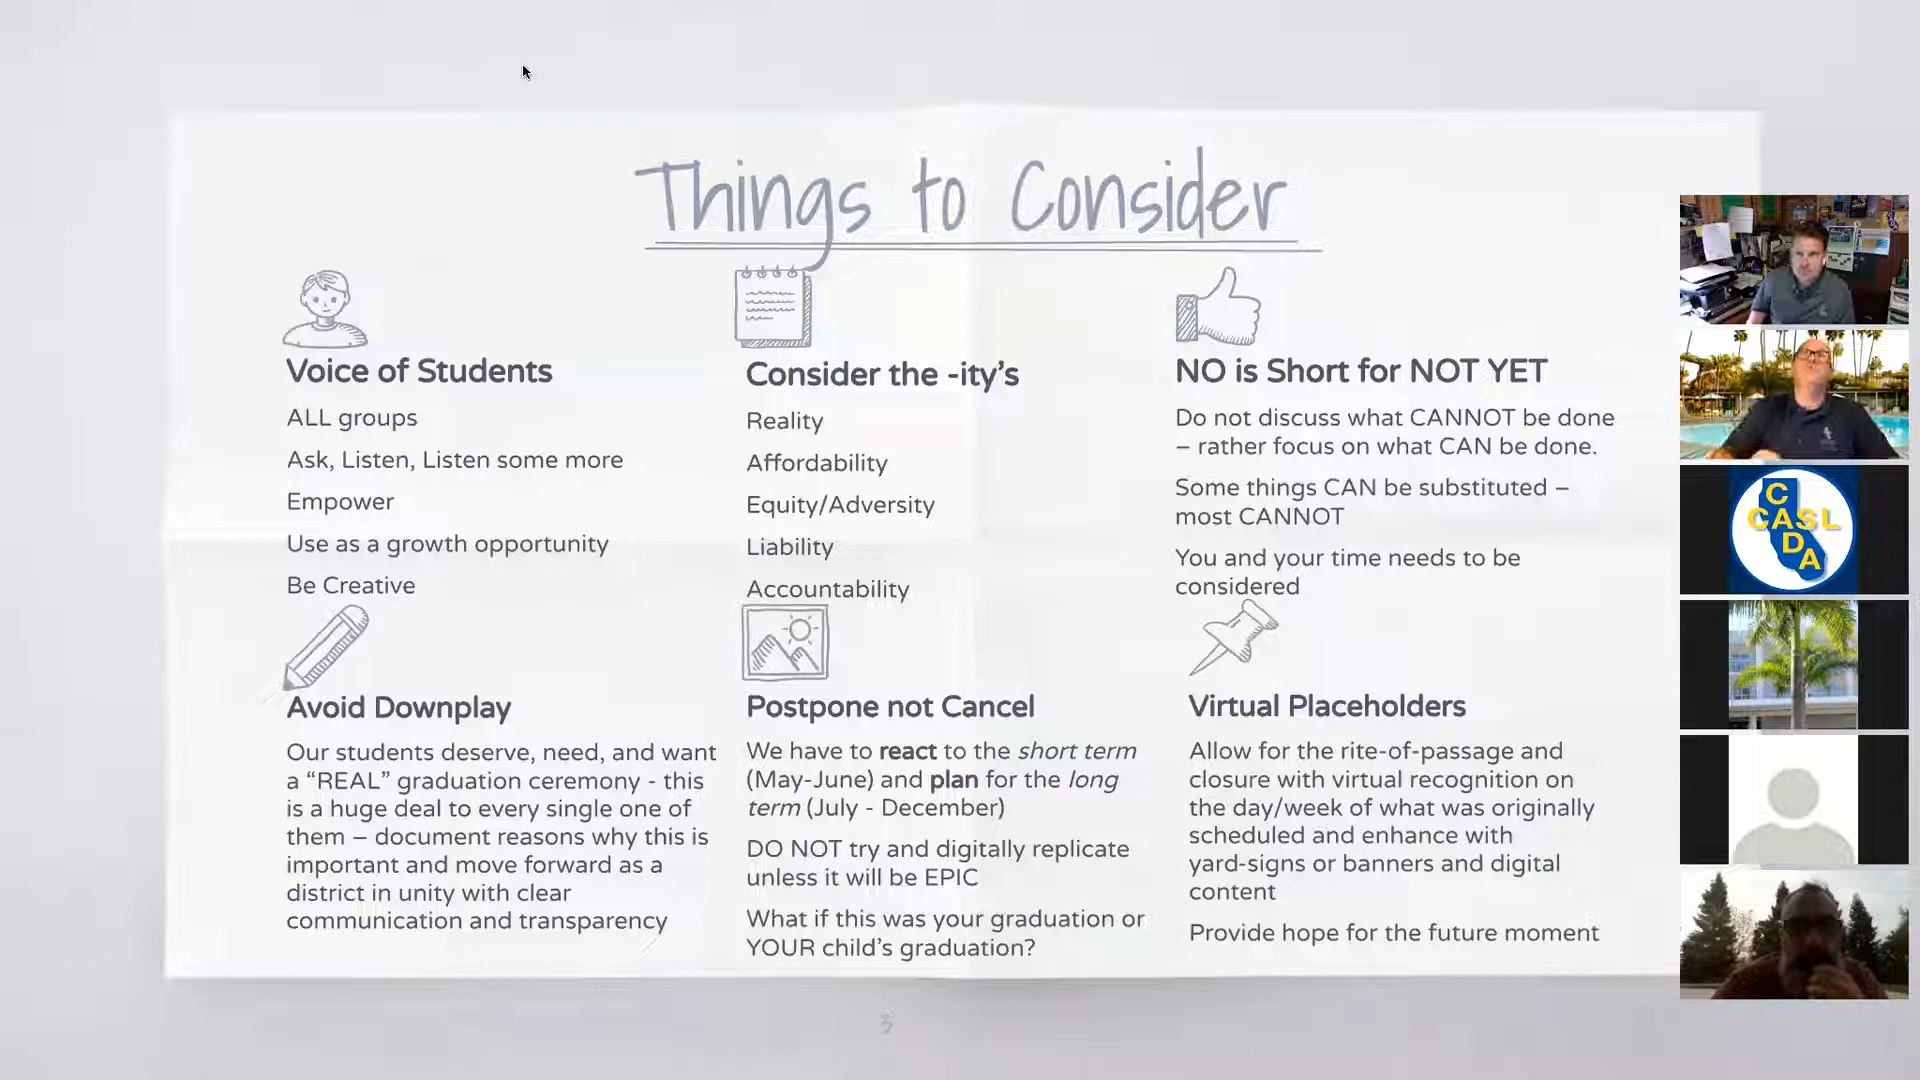 Things to Consider
Voice of Students
ALL groups
Ask, Listen, Listen some more
Empower
Use as a growth opportunity
Be Creative
Consider the -ity's
Reality
Affordability
Equity/Adversity
Liability
Accountability
NO is Short for NOT YET
Do not discuss what CANNOT be done
– rather focus on what CAN be done.
Some things CAN be substituted –
most CANNOT
You and your time needs to be
considered
Avoid Downplay
Our students deserve, need, and want
a “REAL” graduation ceremony - this
is a huge deal to every single one of
them – document reasons why this is
important and move forward as a
district in unity with clear
communication and transparency
Postpone not Cancel
We have to react to the short term
(May-June) and plan for the long
term (July - December)
DO NOT try and digitally replicate
unless it will be EPIC
What if this was your graduation or
YOUR child's graduation?
Virtual Placeholders
Allow for the rite-of-passage and
closure with virtual recognition on
the day/week of what was originally
scheduled and enhance with
yard-signs or banners and digital
content
Provide hope for the future moment
C
CASL
D
A